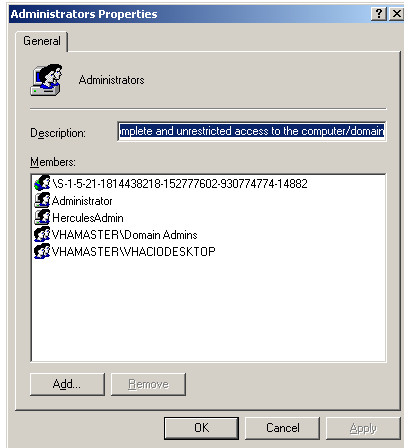 Administrators Properties
General
Administrators
Description:
mplete and unrestricted access to the computer/domain
Members:
\S-1-5-21-1814438218-152777602-930774774-14882
Administrator
HerculesAdmin
VHAMASTER\Domain Admins
VHAMASTER\VHACIODESKTOP
Add...
Remove
OK
Cancel
Apply